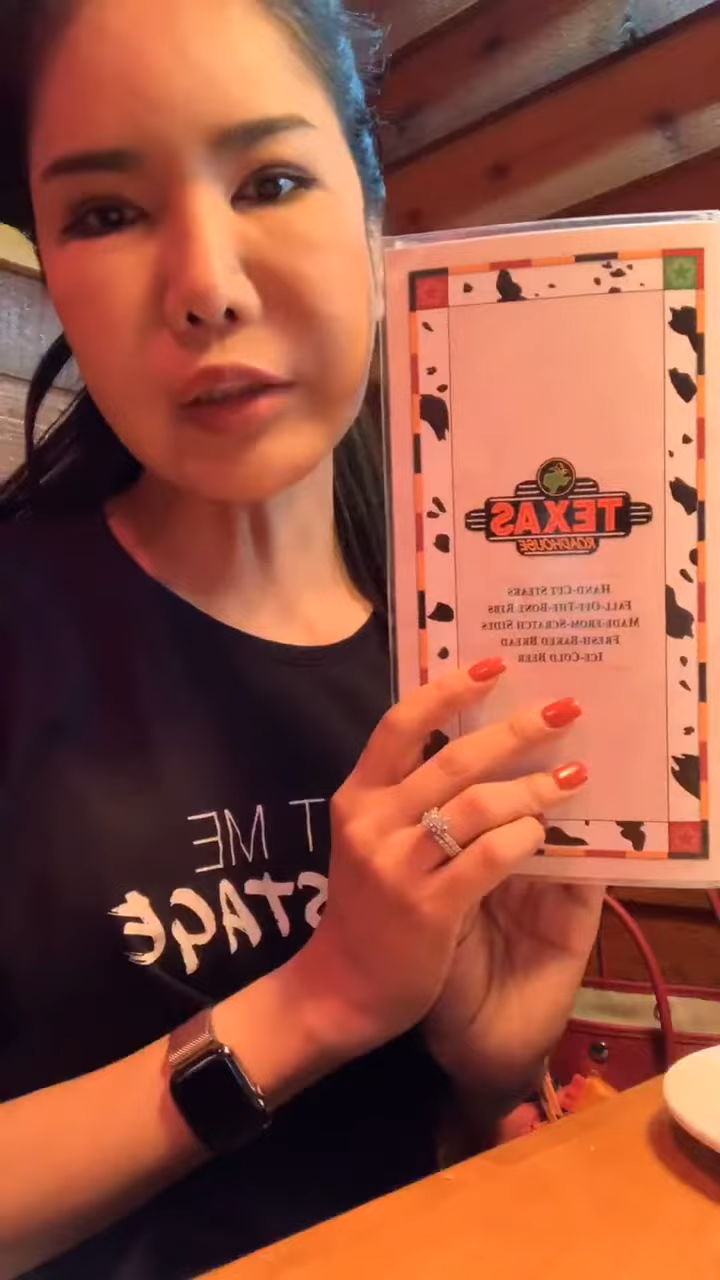 TEXAS
ROADHOUSE
HAND-CUT STEAKS
FALL-OFF-THE-BONE RIBS
MADE-FROM-SCRATCH SIDES
FRESH-BAKED BREAD
ICE-COLD BEER
T ME
STAGE